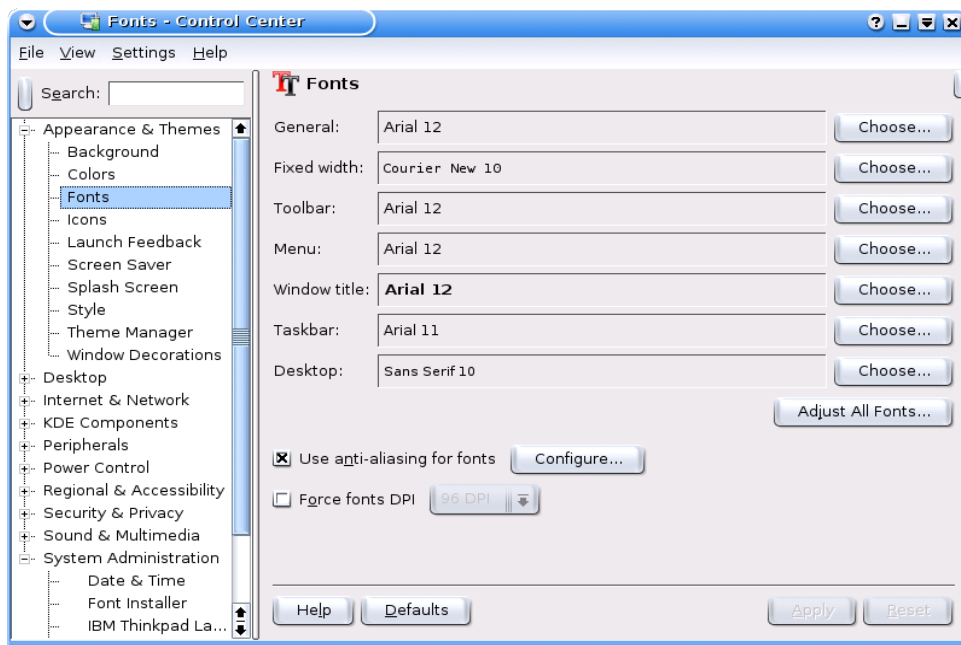 Fonts - Control Center
File View Settings Help
Search:
Appearance & Themes
Background
Colors
Fonts
Icons
Launch Feedback
Screen Saver
Splash Screen
Style
Theme Manager
Window Decorations
Desktop
Internet & Network
KDE Components
Peripherals
Power Control
Regional & Accessibility
Security & Privacy
Sound & Multimedia
System Administration
Date & Time
Font Installer
IBM Thinkpad La...
Fonts
General: Arial 12 Choose...
Fixed width: Courier New 10 Choose...
Toolbar: Arial 12 Choose...
Menu: Arial 12 Choose...
Window title: Arial 12 Choose...
Taskbar: Arial 11 Choose...
Desktop: Sans Serif 10 Choose...
Adjust All Fonts...
Use anti-aliasing for fonts Configure...
Force fonts DPI 96 DPI
Help Defaults Apply Reset